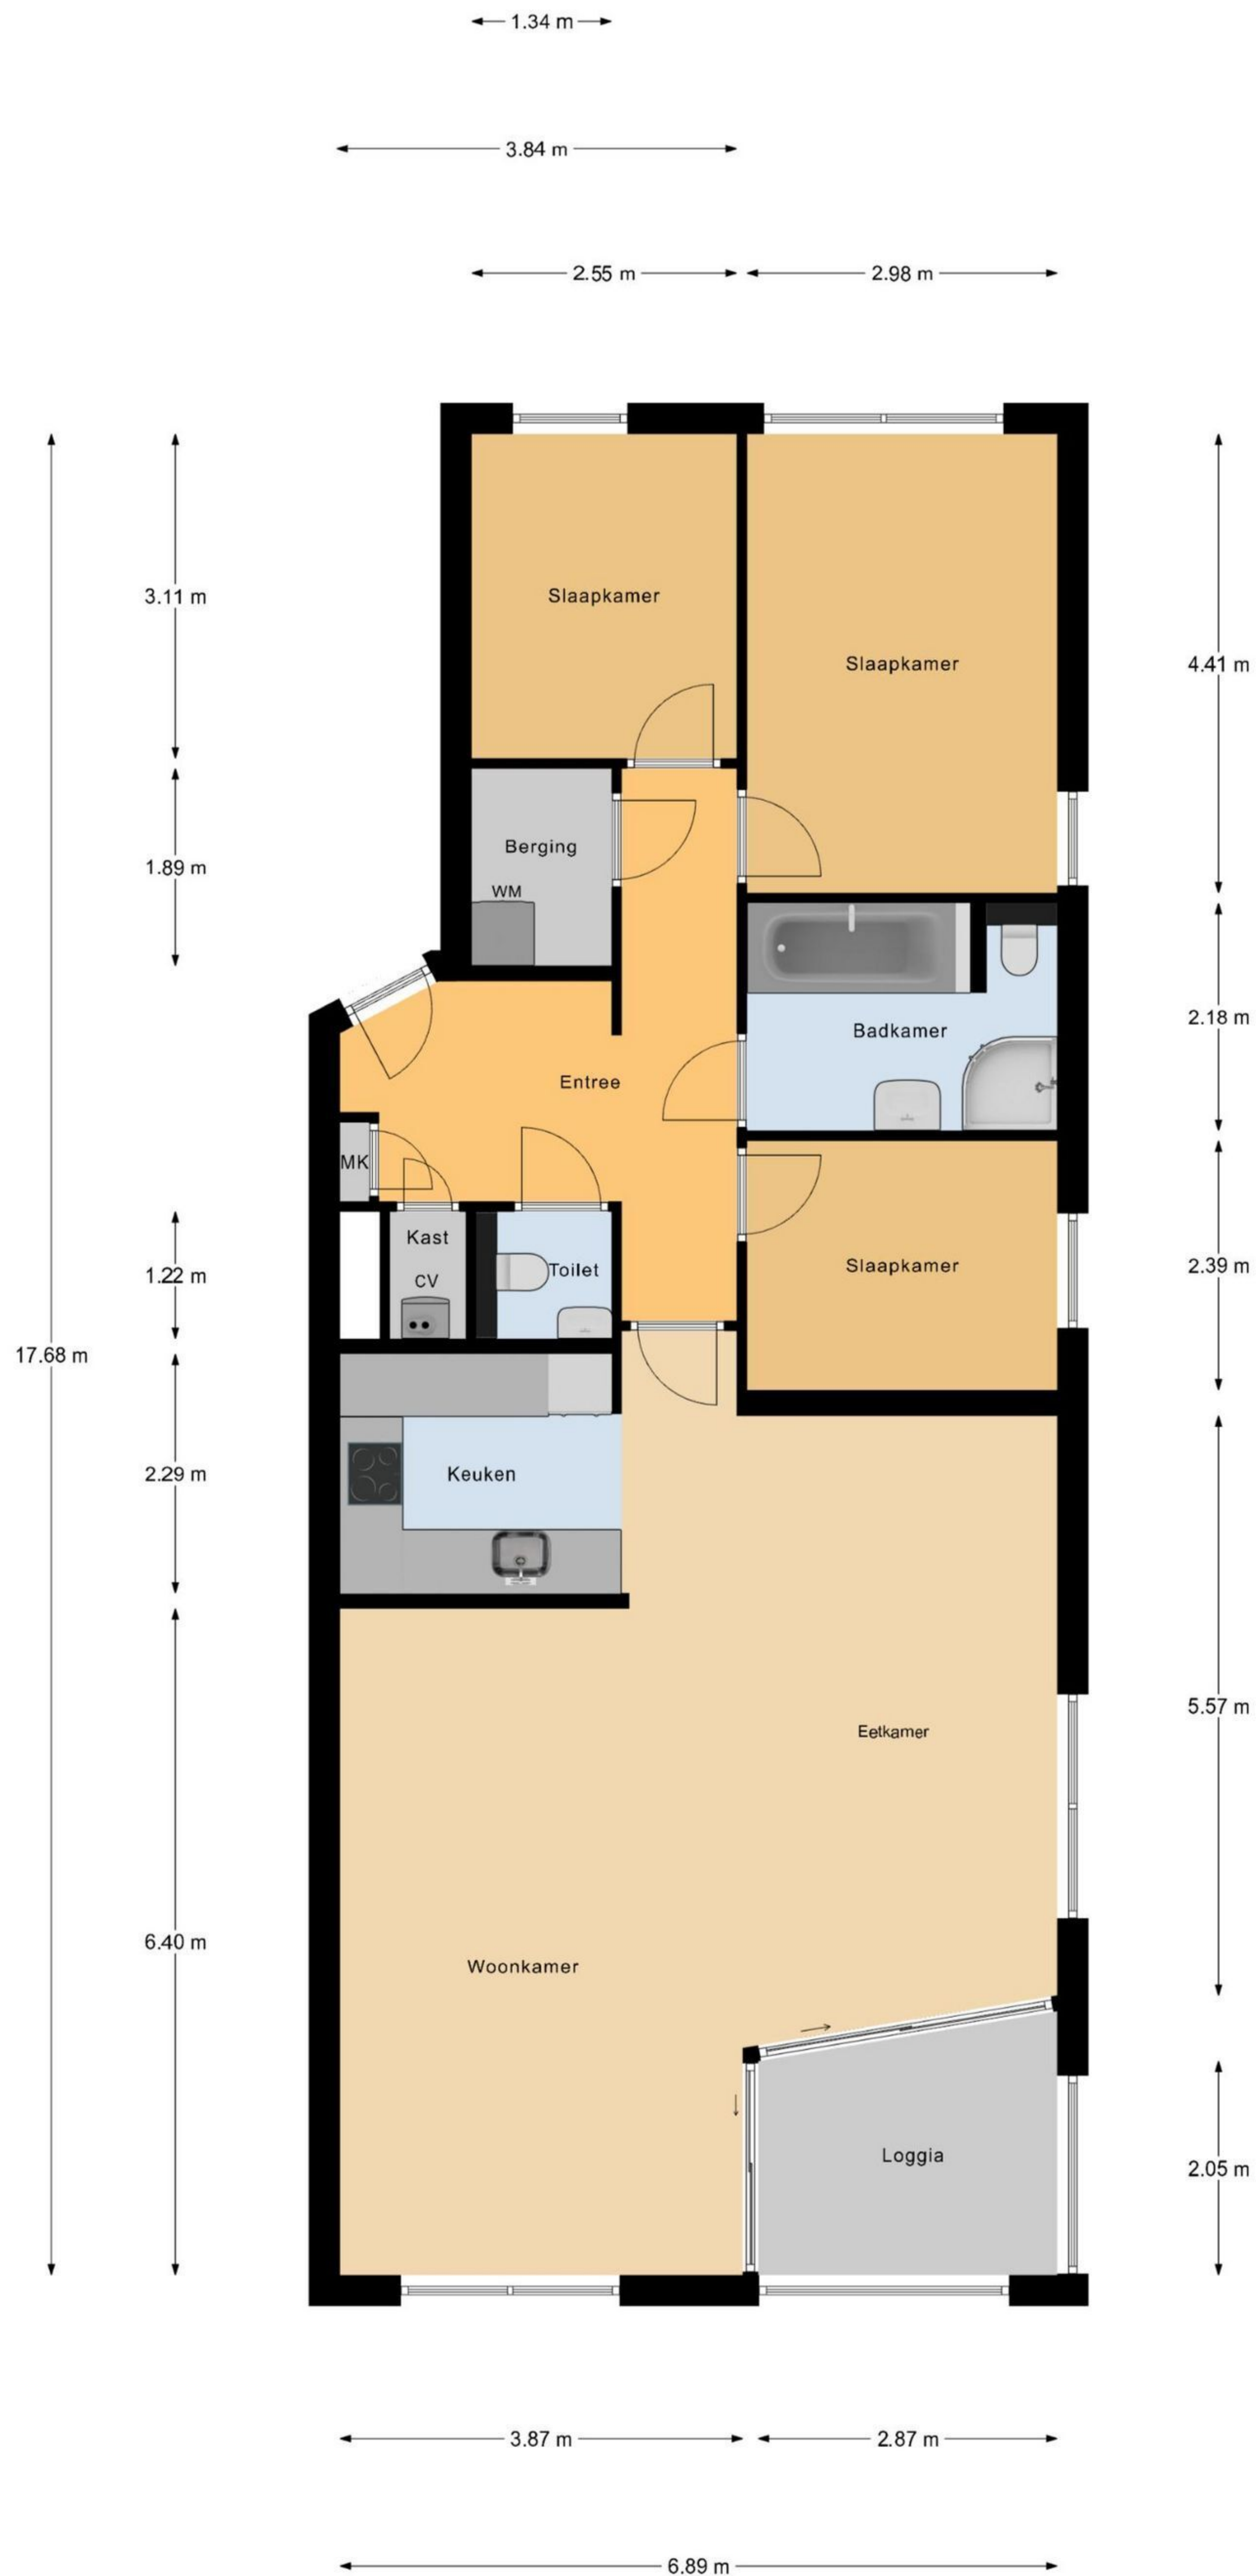 1.34 m
3.84 m
2.55 m
2.98 m
Slaapkamer
3.11 m
Slaapkamer
4.41 m
Berging
1.89 m
WM
Badkamer
2.18 m
Entree
MK
Kast
Toilet
CV
1.22 m
Slaapkamer
2.39 m
17.68 m
Keuken
2.29 m
Eetkamer
5.57 m
6.40 m
Woonkamer
Loggia
2.05 m
3.87 m
2.87 m
6.89 m